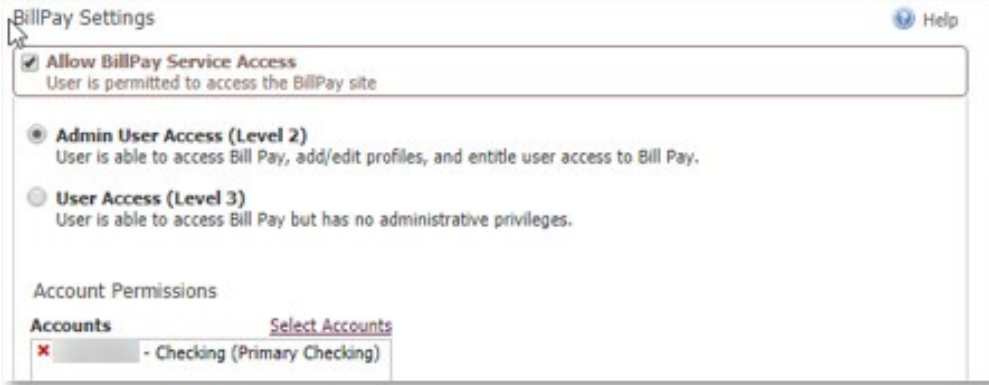 BillPay Settings
Help
Allow BillPay Service Access
User is permitted to access the BillPay site
Admin User Access (Level 2)
User is able to access Bill Pay, add/edit profiles, and entitle user access to Bill Pay.
User Access (Level 3)
User is able to access Bill Pay but has no administrative privileges.
Account Permissions
Accounts
Select Accounts
- Checking (Primary Checking)